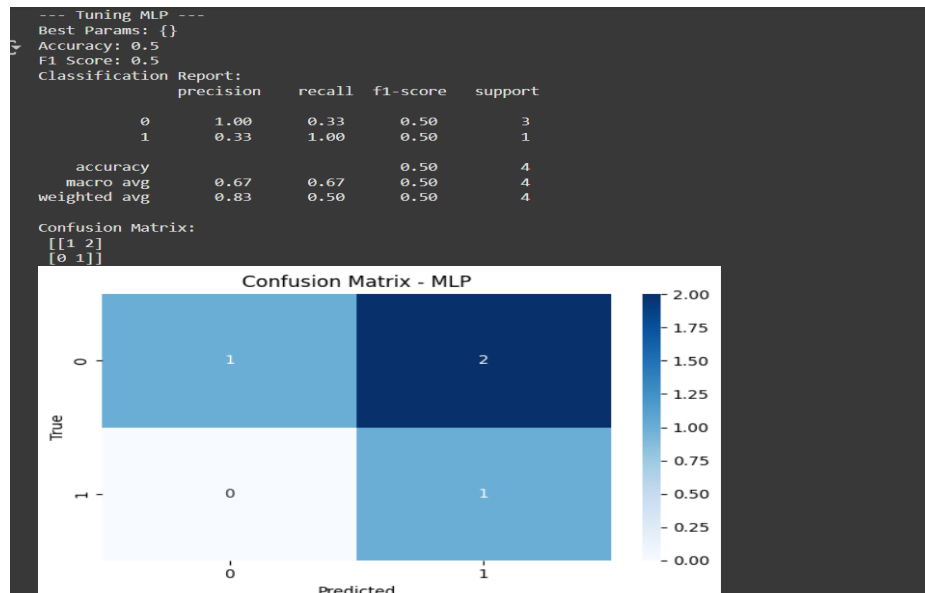 --- Tuning MLP ---
Best Params: {}
Accuracy: 0.5
F1 Score: 0.5
Classification Report:
precision recall f1-score support
0 1.00 0.33 0.50 3
1 0.33 1.00 0.50 1
accuracy 0.50 4
macro avg 0.67 0.67 0.50 4
weighted avg 0.83 0.50 0.50 4
Confusion Matrix:
[[1 2]
[0 1]]
Confusion Matrix - MLP
2.00
1.75
0 1 2 1.50
1.25
True 1.00
0.75
1 0 1 0.50
0.25
0.00
0 1
Predicted